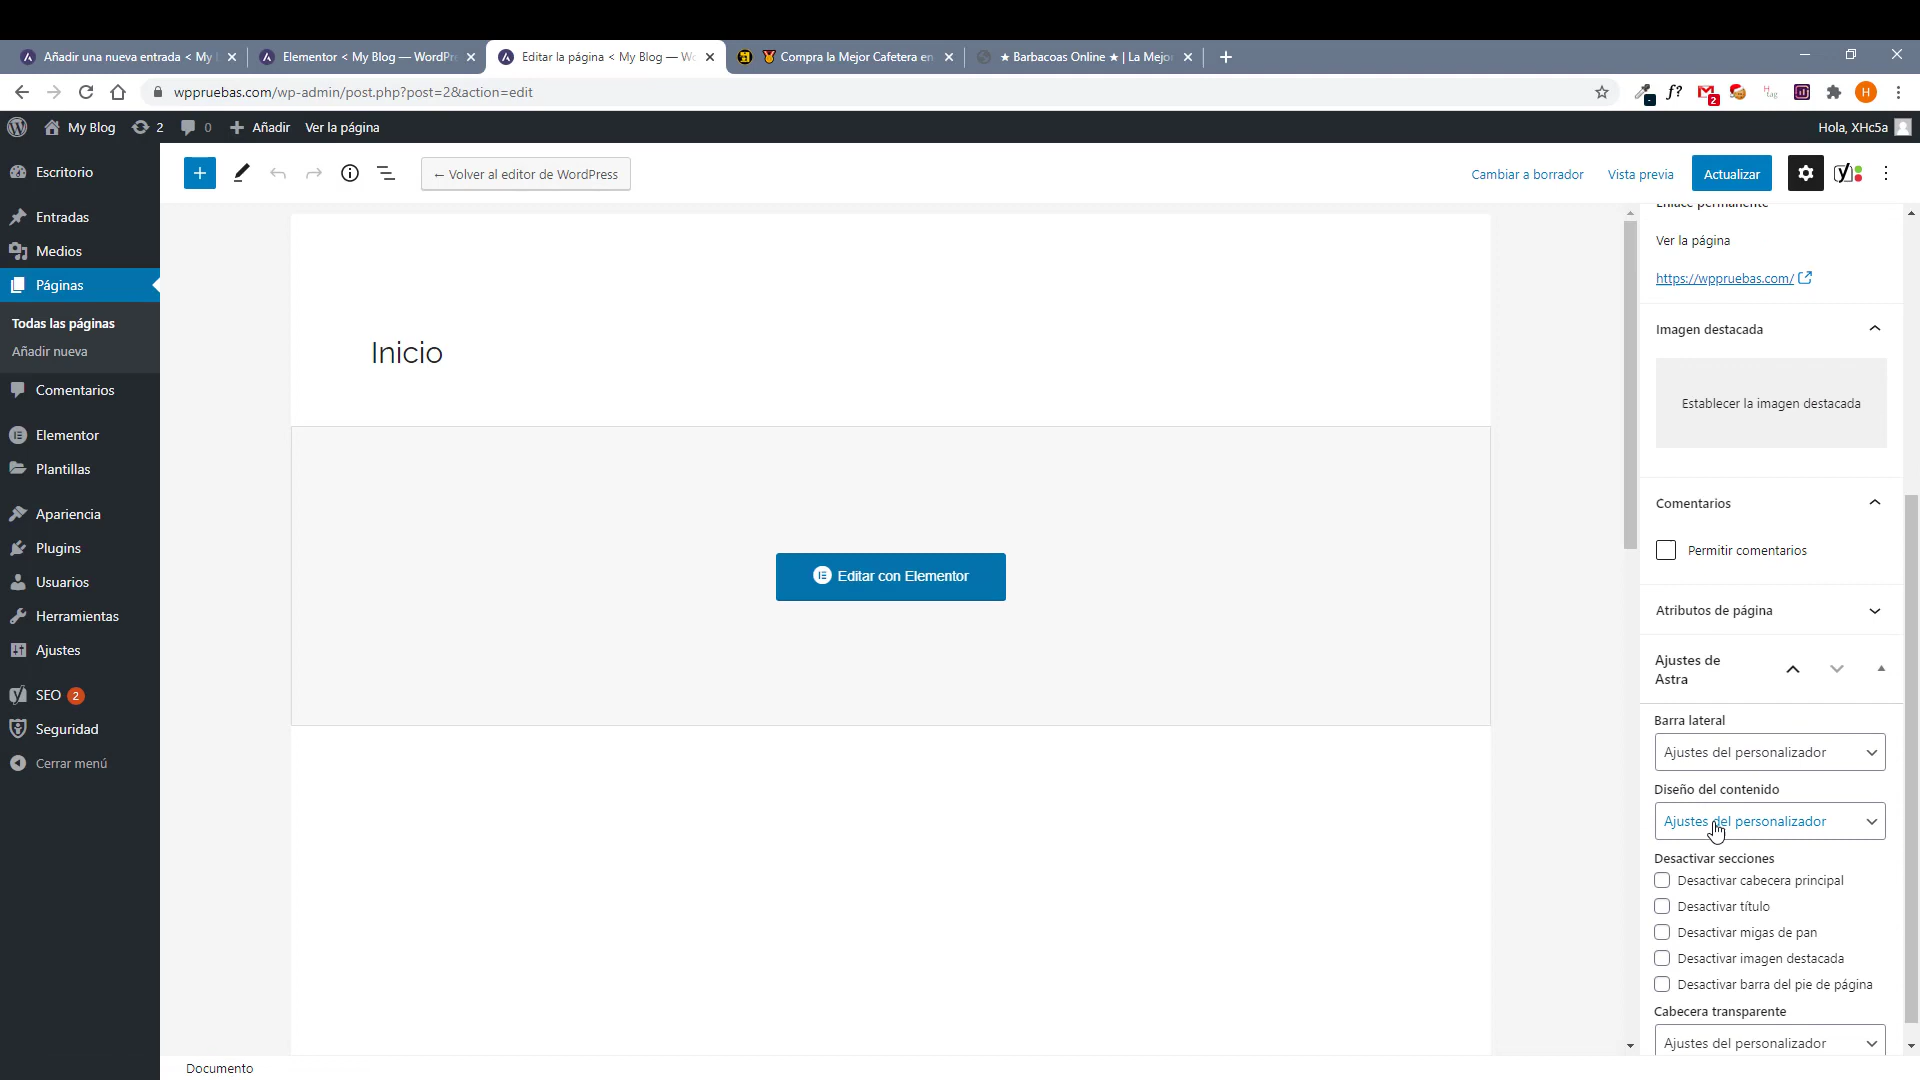 Añadir una nueva entrada < My
Elementor < My Blog — WordPr
Editar la página < My Blog — W
Compra la Mejor Cafetera en
★ Barbacoas Online ★ | La Mejo
wppruebas.com/wp-admin/post.php?post=2&action=edit
f?
2
H
My Blog
2
0
Añadir
Ver la página
Hola, XHc5a
Escritorio
Entradas
Medios
Páginas
Todas las páginas
Añadir nueva
Comentarios
Elementor
Plantillas
Apariencia
Plugins
Usuarios
Herramientas
Ajustes
SEO 2
Seguridad
Cerrar menú
← Volver al editor de WordPress
Cambiar a borrador
Vista previa
Actualizar
Inicio
Editar con Elementor
Enlace permanente
Ver la página
https://wppruebas.com/
Imagen destacada
Establecer la imagen destacada
Comentarios
Permitir comentarios
Atributos de página
Ajustes de
Astra
Barra lateral
Ajustes del personalizador
Diseño del contenido
Ajustes del personalizador
Desactivar secciones
Desactivar cabecera principal
Desactivar título
Desactivar migas de pan
Desactivar imagen destacada
Desactivar barra del pie de página
Cabecera transparente
Ajustes del personalizador
Documento